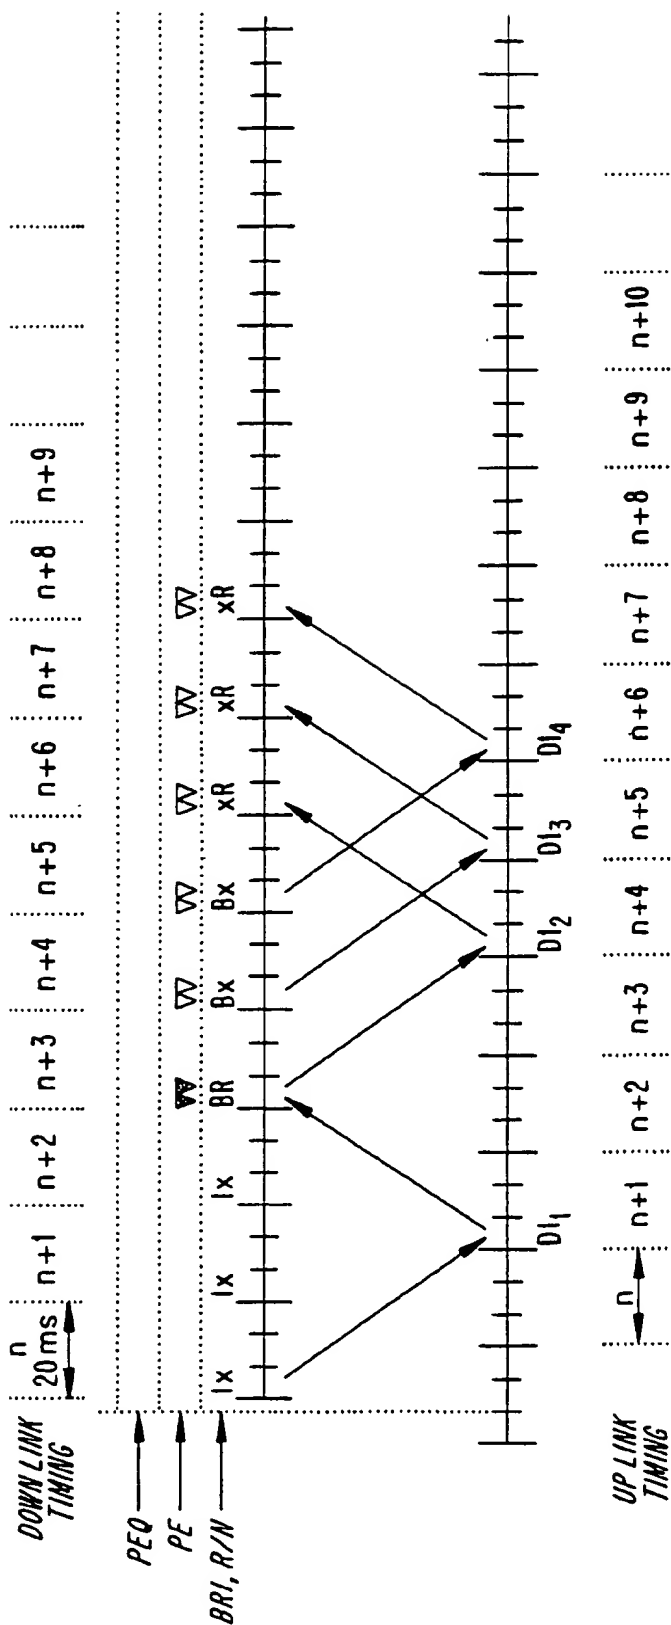 DOWN LINK
TIMING
n
20 ms
n+1
n+2
n+3
n+4
n+5
n+6
n+7
n+8
n+9
PEQ
PE
BRI, R/N
Ix
Ix
Ix
BR
Bx
Bx
xR
xR
xR
DI1
DI2
DI3
DI4
UP LINK
TIMING
n
n+1
n+2
n+3
n+4
n+5
n+6
n+7
n+8
n+9
n+10